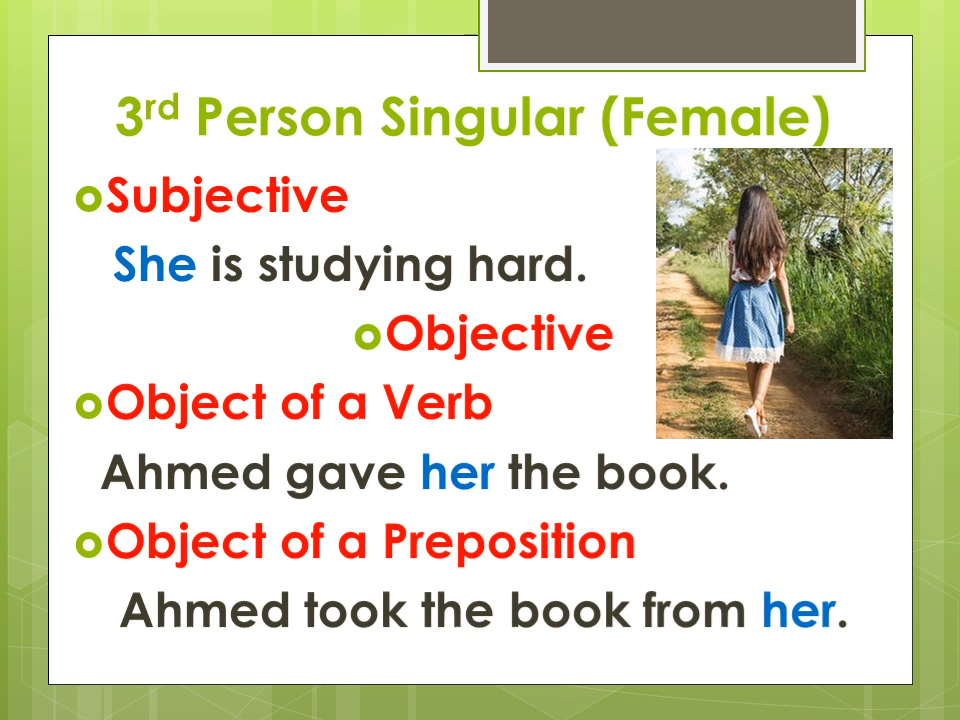 3rd Person Singular (Female)
Subjective
She is studying hard.
Objective
Object of a Verb
Ahmed gave her the book.
Object of a Preposition
Ahmed took the book from her.